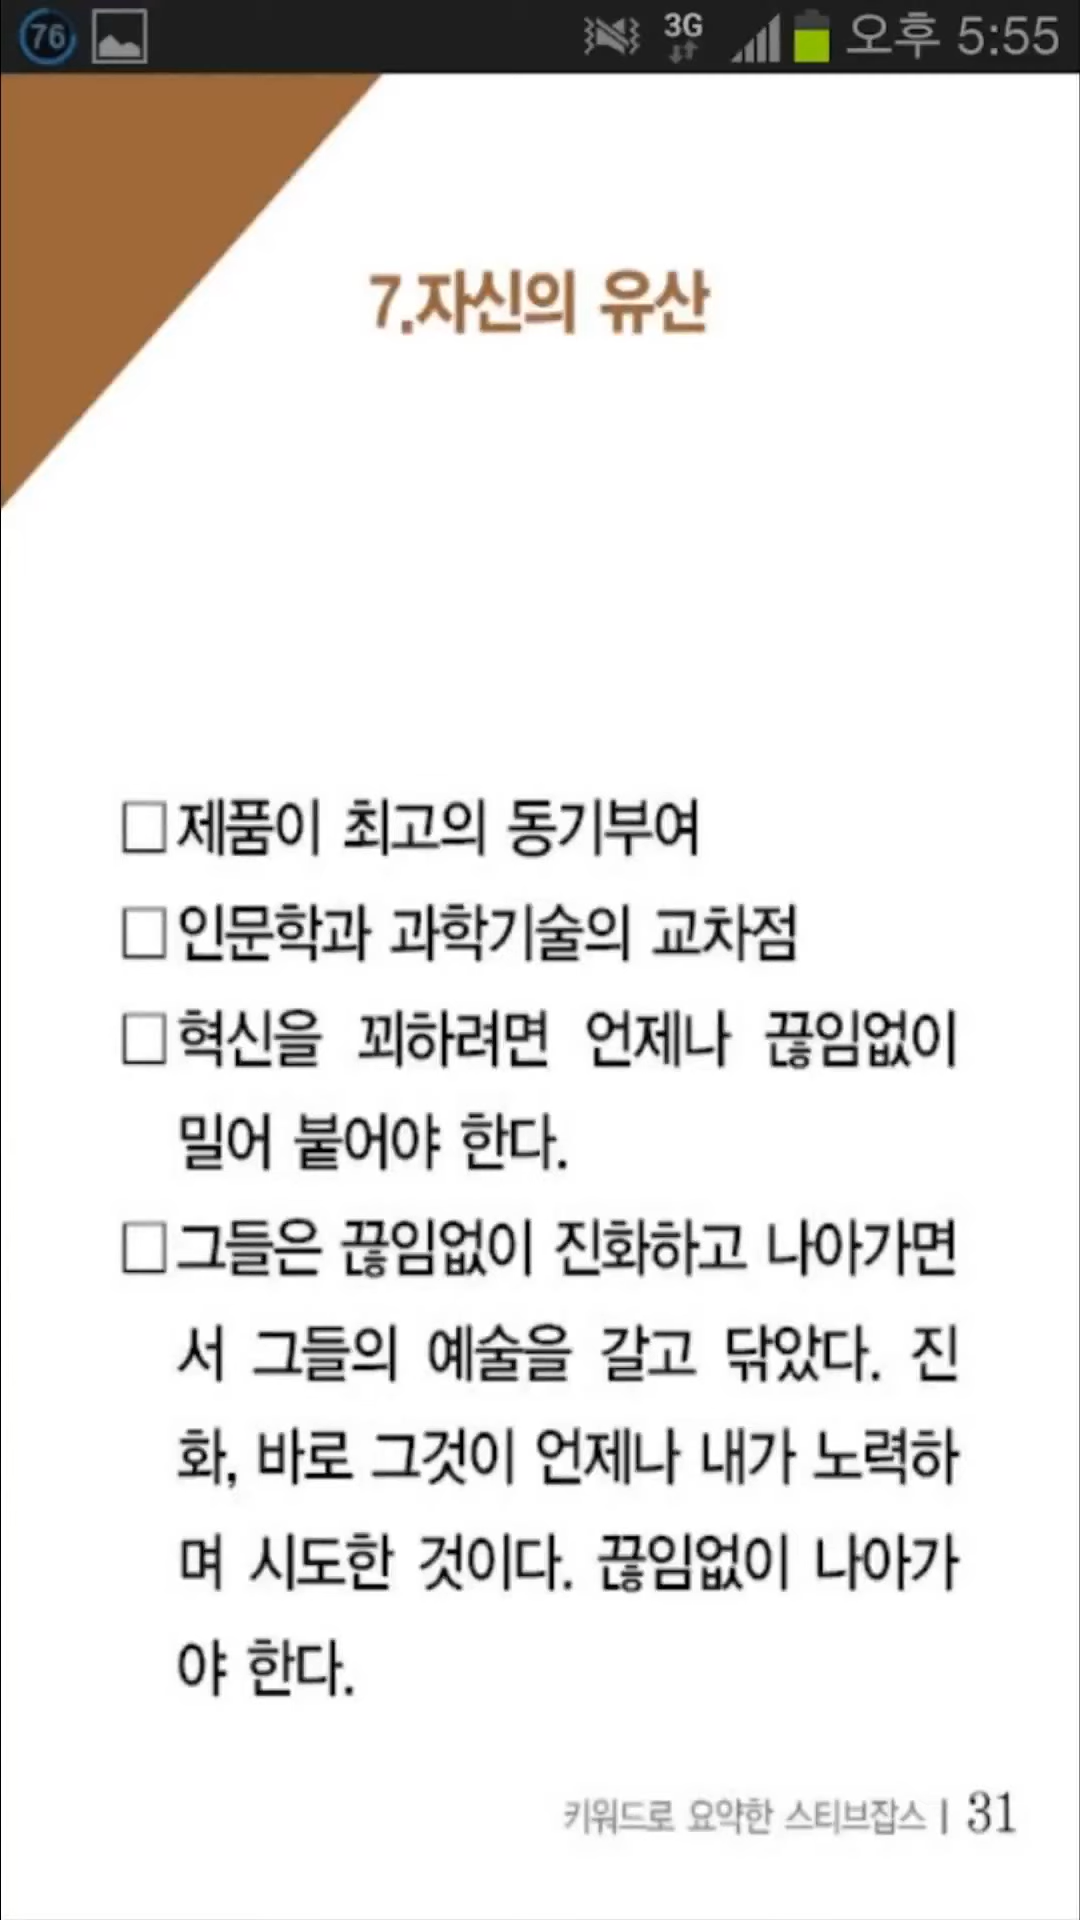 76 3G 오후 5:55
7.자신의 유산
□ 제품이 최고의 동기부여
□ 인문학과 과학기술의 교차점
□ 혁신을 꾀하려면 언제나 끊임없이
밀어 붙어야 한다.
□ 그들은 끊임없이 진화하고 나아가면
서 그들의 예술을 갈고 닦았다. 진
화, 바로 그것이 언제나 내가 노력하
며 시도한 것이다. 끊임없이 나아가
야 한다.
키워드로 요약한 스티브잡스 | 31